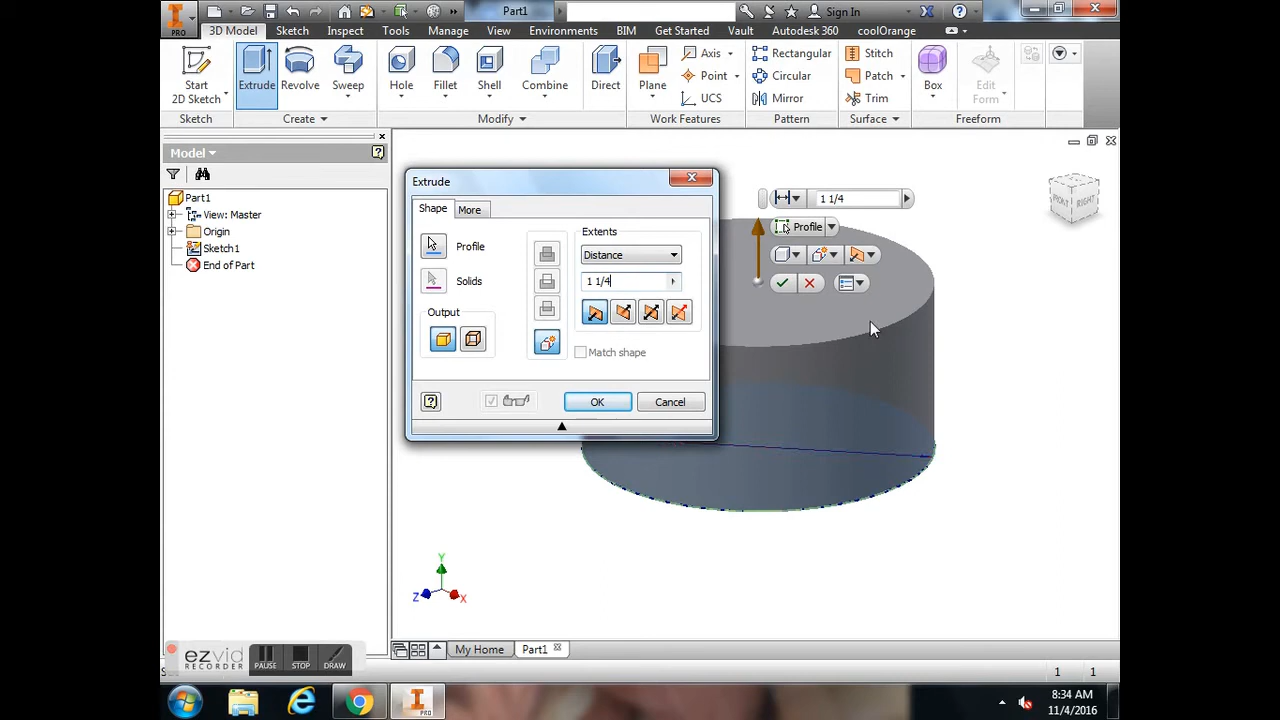 Part1
Sign In
PRO
3D Model
Sketch
Inspect
Tools
Manage
View
Environments
BIM
Get Started
Vault
Autodesk 360
coolOrange
Start
2D Sketch
Extrude
Revolve
Sweep
Hole
Fillet
Shell
Combine
Direct
Plane
Axis
Point
UCS
Rectangular
Circular
Mirror
Stitch
Patch
Trim
Box
Edit
Form
Sketch
Create
Modify
Work Features
Pattern
Surface
Freeform
Model
Part1
View: Master
Origin
Sketch1
End of Part
Extrude
Shape
More
Profile
Solids
Output
Extents
Distance
1 1/4
Match shape
OK
Cancel
1 1/4
Profile
FRONT
RIGHT
Y
Z
X
ezvid
RECORDER
PAUSE
STOP
DRAW
My Home
Part1
1 1
PRO
8:34 AM
11/4/2016